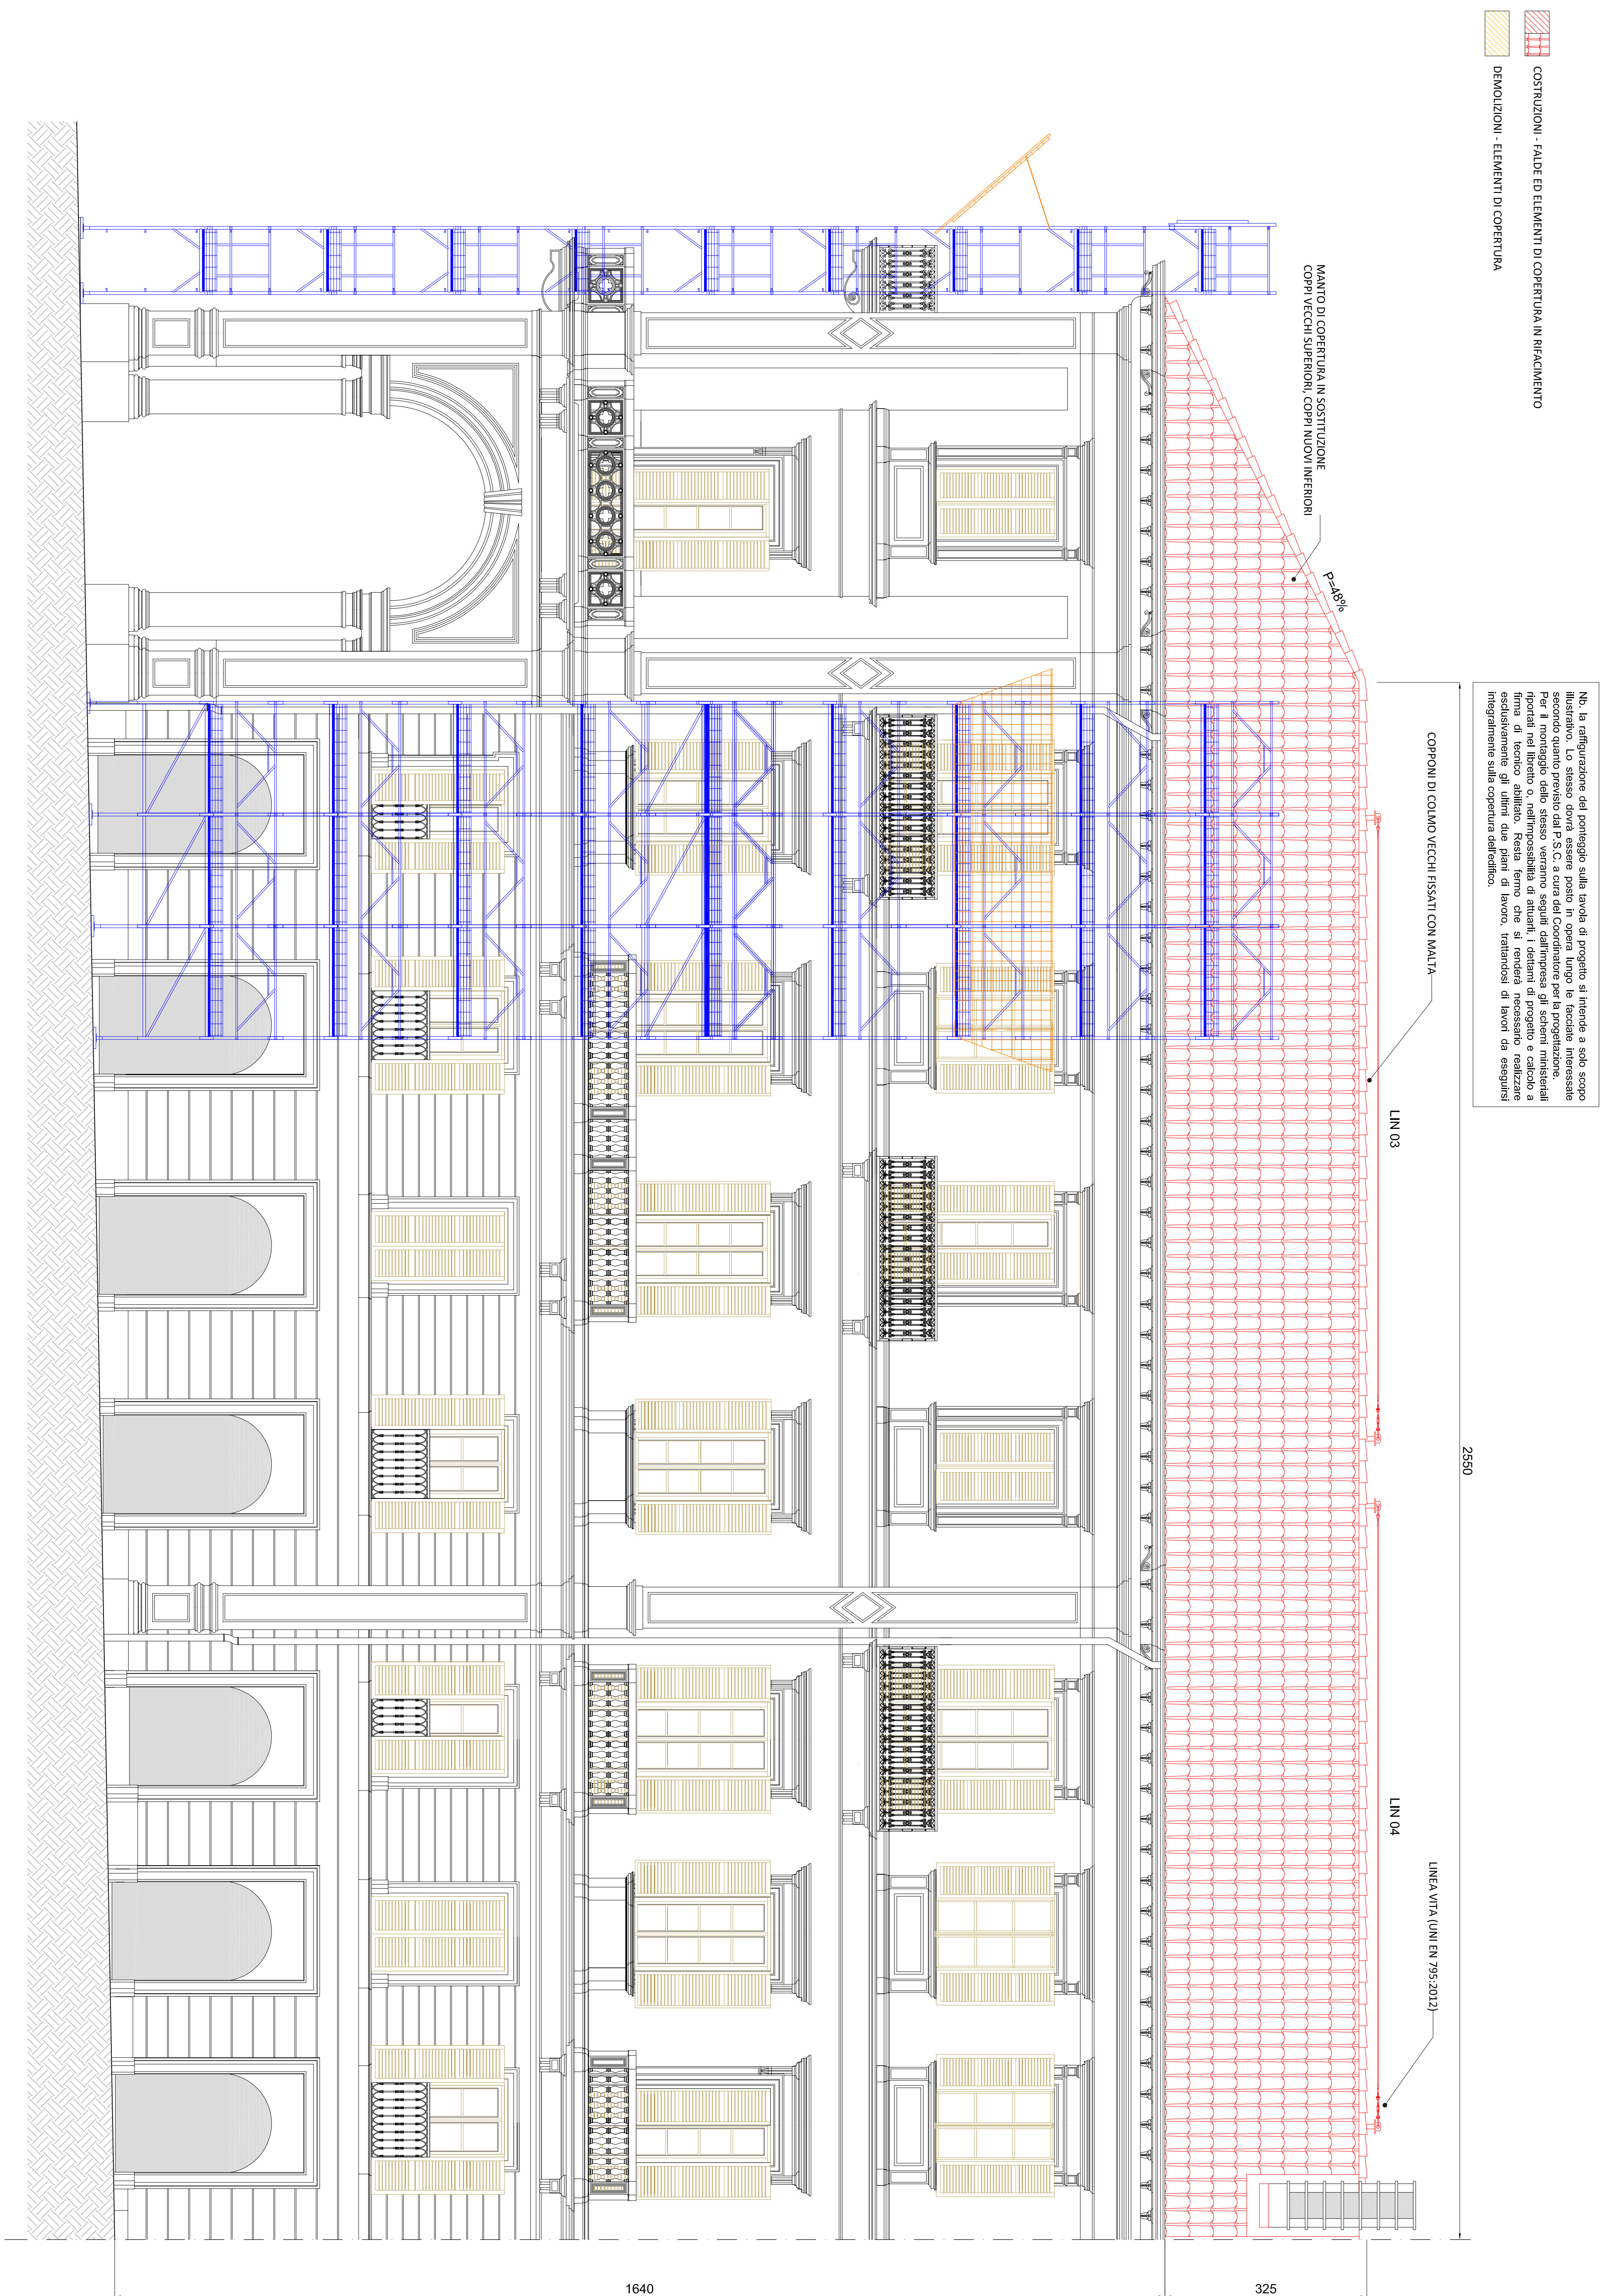 COSTRUZIONI - FALDE ED ELEMENTI DI COPERTURA IN RIFACIMENTO
DEMOLIZIONI - ELEMENTI DI COPERTURA
Nb. la raffigurazione del ponteggio sulla tavola di progetto si intende a solo scopo
illustrativo. Lo stesso dovrà essere posto in opera lungo le facciate interessate
secondo quanto previsto dal P.S.C. a cura del Coordinatore per la progettazione.
Per il montaggio dello stesso verranno seguiti dall'impresa gli schemi ministeriali
riportati nel libretto o, nell'impossibilità di attuarli, i dettami di progetto e calcolo a
firma di tecnico abilitato. Resta fermo che si renderà necessario realizzare
esclusivamente gli ultimi due piani di lavoro, trattandosi di lavori da eseguirsi
integralmente sulla copertura dell'edifico.
MANTO DI COPERTURA IN SOSTITUZIONE
COPPI VECCHI SUPERIORI, COPPI NUOVI INFERIORI
P=48%
COPPONI DI COLMO VECCHI FISSATI CON MALTA
LIN 03
2550
LIN 04
LINEA VITA (UNI EN 795:2012)
325
1640